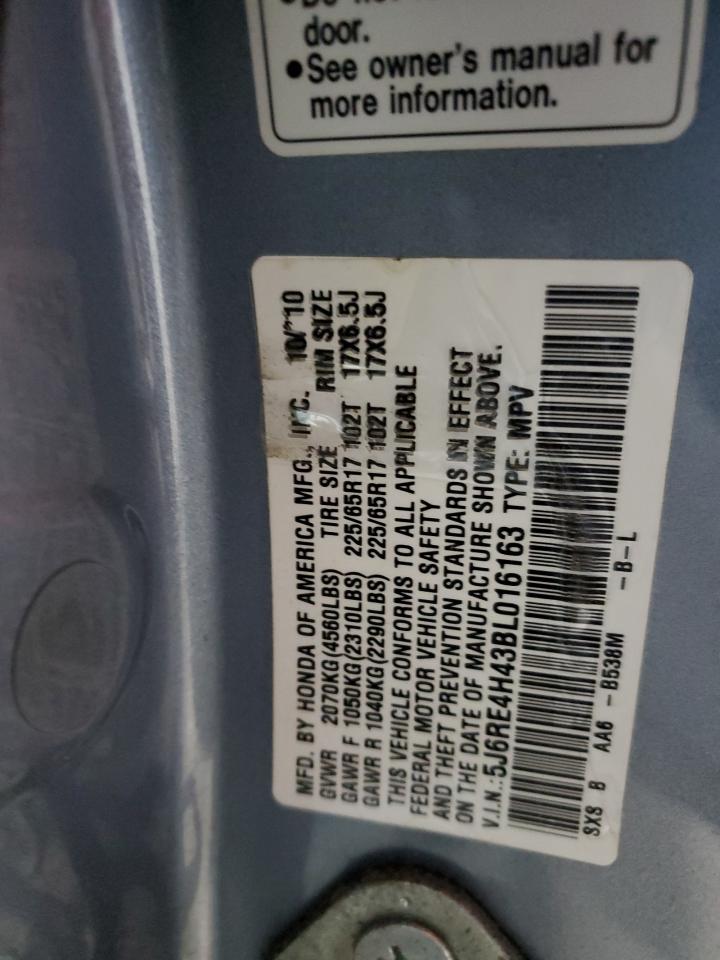 door.
•See owner's manual for
more information.
MFD. BY HONDA OF AMERICA MFG., INC. 10/10
GVWR 2070KG(4560LBS) TIRE SIZE RIM SIZE
GAWR F 1050KG(2310LBS) 225/65R17 102T 17X6.5J
GAWR R 1040KG(2290LBS) 225/65R17 102T 17X6.5J
THIS VEHICLE CONFORMS TO ALL APPLICABLE
FEDERAL MOTOR VEHICLE SAFETY
AND THEFT PREVENTION STANDARDS IN EFFECT
ON THE DATE OF MANUFACTURE SHOWN ABOVE.
V.I.N.: 5J6RE4H43BL016163 TYPE: MPV
SXS B AA6 -B538M -B-L